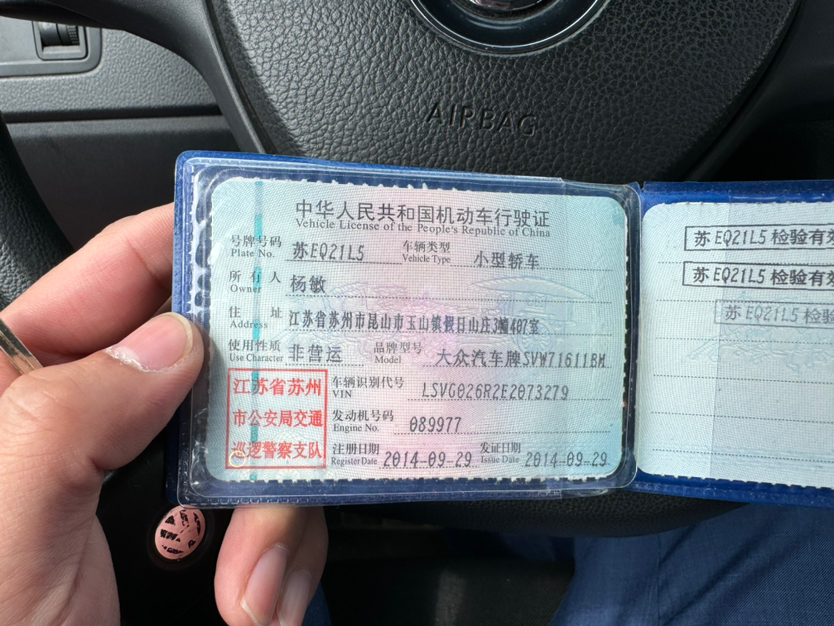 AIRBAG
中华人民共和国机动车行驶证
Vehicle License of the People's Republic of China
号牌号码 苏EQ21L5 车辆类型 小型轿车
Plate No. Vehicle Type
所有人 杨敏
Owner
住址 江苏省苏州市昆山市玉山镇假日山庄3幢407室
Address
使用性质 非营运 品牌型号 大众汽车牌SVW71611BM
Use Character Model
江苏省苏州
市公安局交通
巡逻警察支队
车辆识别代号 LSVG026R2E2073279
VIN
发动机号码 089977
Engine No.
注册日期 2014-09-29 发证日期 2014-09-29
Register Date Issue Date
苏EQ21L5 检验有效
苏EQ21L5 检验有效
苏EQ21L5 检验有